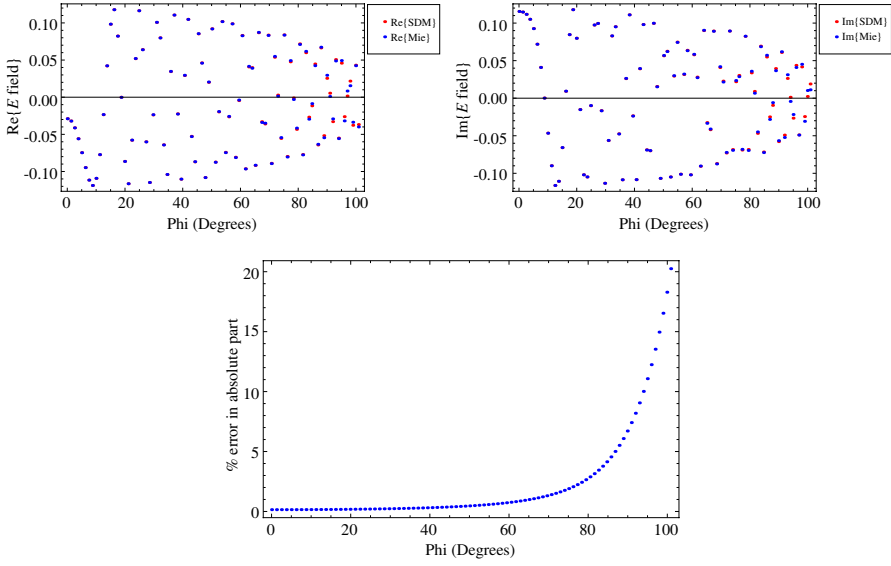 0.10
0.05
0.00
-0.05
-0.10
Re{E field}
0 20 40 60 80 100
Phi (Degrees)
Re{SDM}
Re{Mie}
0.10
0.05
0.00
-0.05
-0.10
Im{E field}
0 20 40 60 80 100
Phi (Degrees)
Im{SDM}
Im{Mie}
20
15
10
5
0
% error in absolute part
0 20 40 60 80 100
Phi (Degrees)